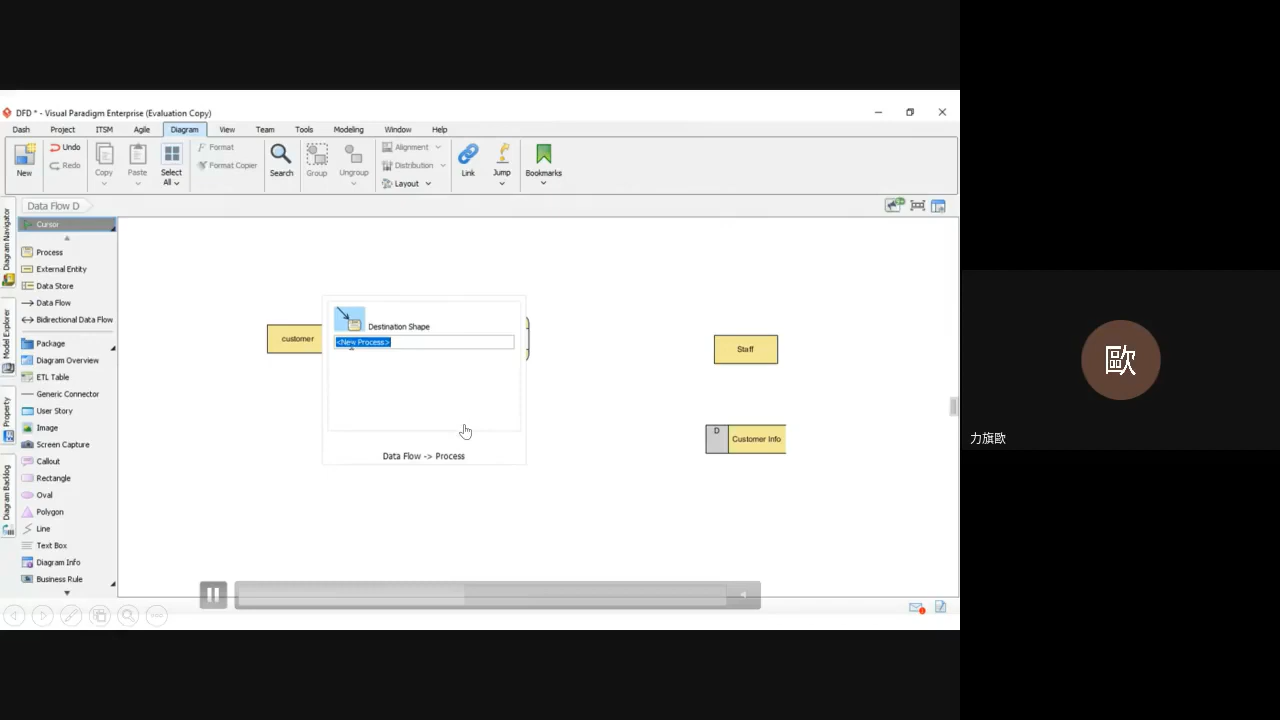 DFD * - Visual Paradigm Enterprise (Evaluation Copy)
Dash Project ITSM Agile Diagram View Team Tools Modeling Window Help
New
Undo
Redo
Copy
Paste
Select
All
Format
Format Copier
Search
Group
Ungroup
Alignment
Distribution
Layout
Link
Jump
Bookmarks
Data Flow D
Diagram Navigator
Model Explorer
Property
Diagram Backlog
Cursor
Process
External Entity
Data Store
Data Flow
Bidirectional Data Flow
Package
Diagram Overview
ETL Table
Generic Connector
User Story
Image
Screen Capture
Callout
Rectangle
Oval
Polygon
Line
Text Box
Diagram Info
Business Rule
customer
Destination Shape
<New Process>
Data Flow -> Process
Staff
D
Customer Info
歐
力旗歐